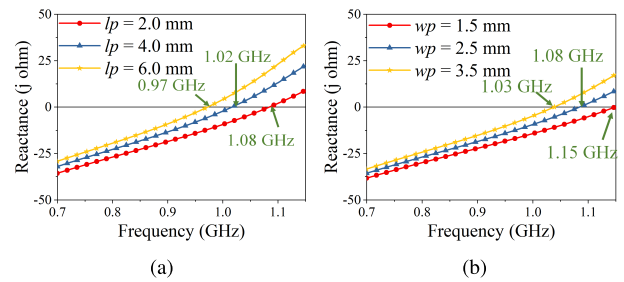 50
25
0
-25
-50
Reactance (j ohm)
lp = 2.0 mm
lp = 4.0 mm
lp = 6.0 mm
1.02 GHz
0.97 GHz
1.08 GHz
0.7 0.8 0.9 1.0 1.1
Frequency (GHz)
(a)
50
25
0
-25
-50
Reactance (j ohm)
wp = 1.5 mm
wp = 2.5 mm
wp = 3.5 mm
1.08 GHz
1.03 GHz
1.15 GHz
0.7 0.8 0.9 1.0 1.1
Frequency (GHz)
(b)